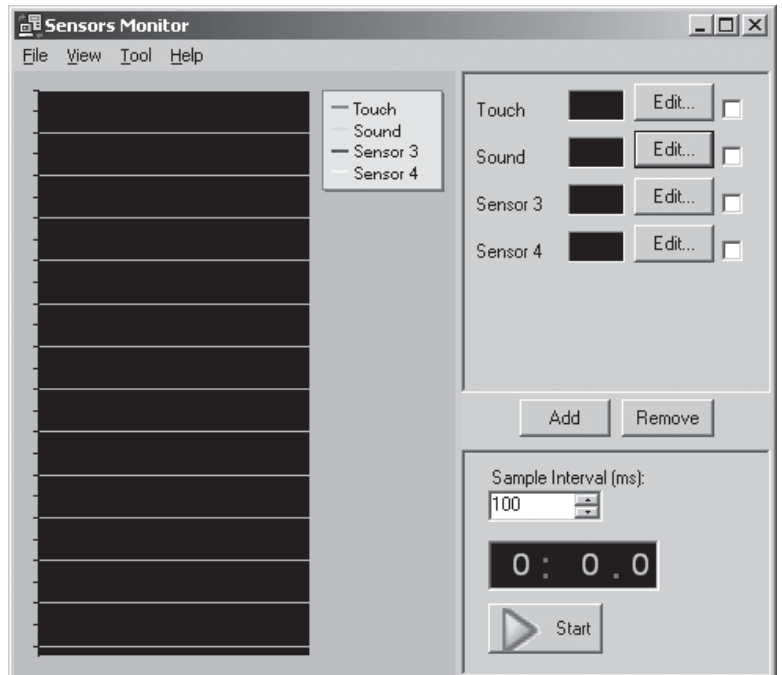 Sensors Monitor
File View Tool Help
Touch
Sound
Sensor 3
Sensor 4
Touch Edit...
Sound Edit...
Sensor 3 Edit...
Sensor 4 Edit...
Add Remove
Sample Interval (ms):
100
0: 0.0
Start